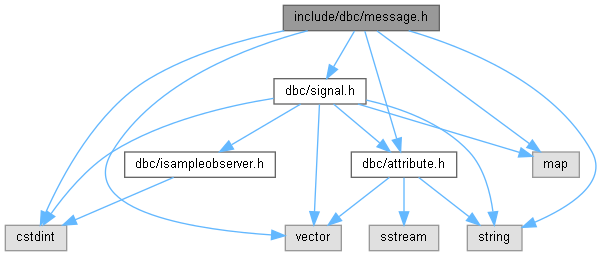 include/dbc/message.h
dbc/signal.h
dbc/isampleobserver.h
dbc/attribute.h
map
cstdint
vector
sstream
string